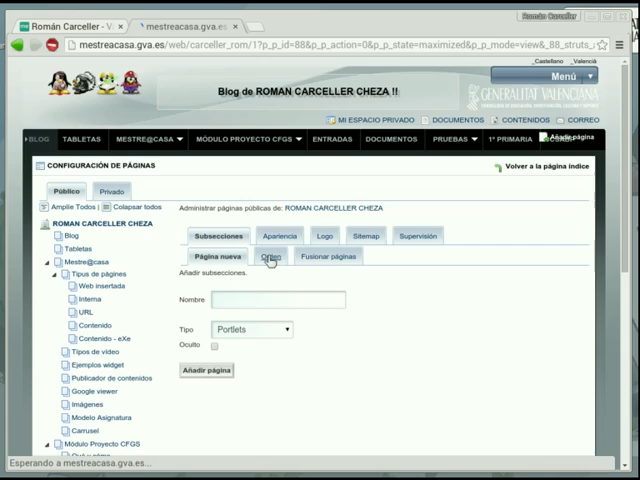 Román Carceller
Román Carceller - V
mestreacasa.gva.es/
mestreacasa.gva.es/web/carceller_rom/1?p_p_id=88&p_p_action=0&p_p_state=maximized&p_p_mode=view&_88_struts_a
Castellano Valencià
Menú
Blog de ROMAN CARCELLER CHEZA !!
GENERALITAT VALENCIANA
MI ESPACIO PRIVADO DOCUMENTOS CONTENIDOS CORREO
Añadir página
BLOG TABLETAS MESTRE@CASA MÓDULO PROYECTO CFGS ENTRADAS DOCUMENTOS PRUEBAS 1º PRIMARIA
CONFIGURACIÓN DE PÁGINAS
Volver a la página índice
Público Privado
Amplíe Todos | Colapsar todos
Administrar páginas públicas de: ROMAN CARCELLER CHEZA
ROMAN CARCELLER CHEZA
Blog
Tabletas
Mestre@casa
Tipus de pàgines
Web insertada
Interna
URL
Contenido
Contenido - eXe
Tipos de vídeo
Ejemplos widget
Publicador de contenidos
Google viewer
Imágenes
Modelo Asignatura
Carrusel
Módulo Proyecto CFGS
Subsecciones Apariencia Logo Sitemap Supervisión
Página nueva Orden Fusionar páginas
Añadir subsecciones.
Nombre
Tipo Portlets
Oculto
Añadir página
Esperando a mestreacasa.gva.es...